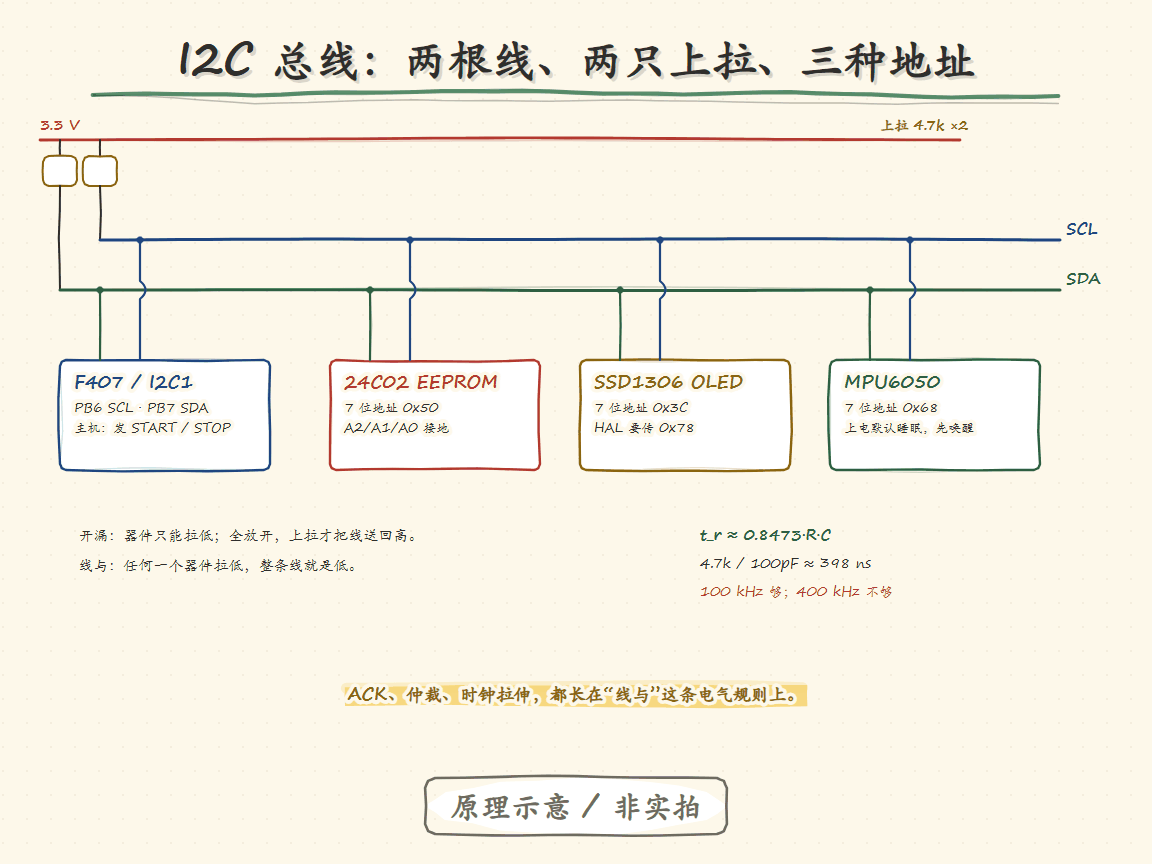 I2C 总线：两根线、两只上拉、三种地址
3.3 V
上拉 4.7k ×2
SCL
SDA
F407 / I2C1
PB6 SCL · PB7 SDA
主机：发 START / STOP
24C02 EEPROM
7 位地址 0x50
A2/A1/A0 接地
SSD1306 OLED
7 位地址 0x3C
HAL 要传 0x78
MPU6050
7 位地址 0x68
上电默认睡眠，先唤醒
开漏：器件只能拉低；全放开，上拉才把线送回高。
线与：任何一个器件拉低，整条线就是低。
t_r ≈ 0.8473·R·C
4.7k / 100pF ≈ 398 ns
100 kHz 够；400 kHz 不够
ACK、仲裁、时钟拉伸，都长在“线与”这条电气规则上。
原理示意 / 非实拍